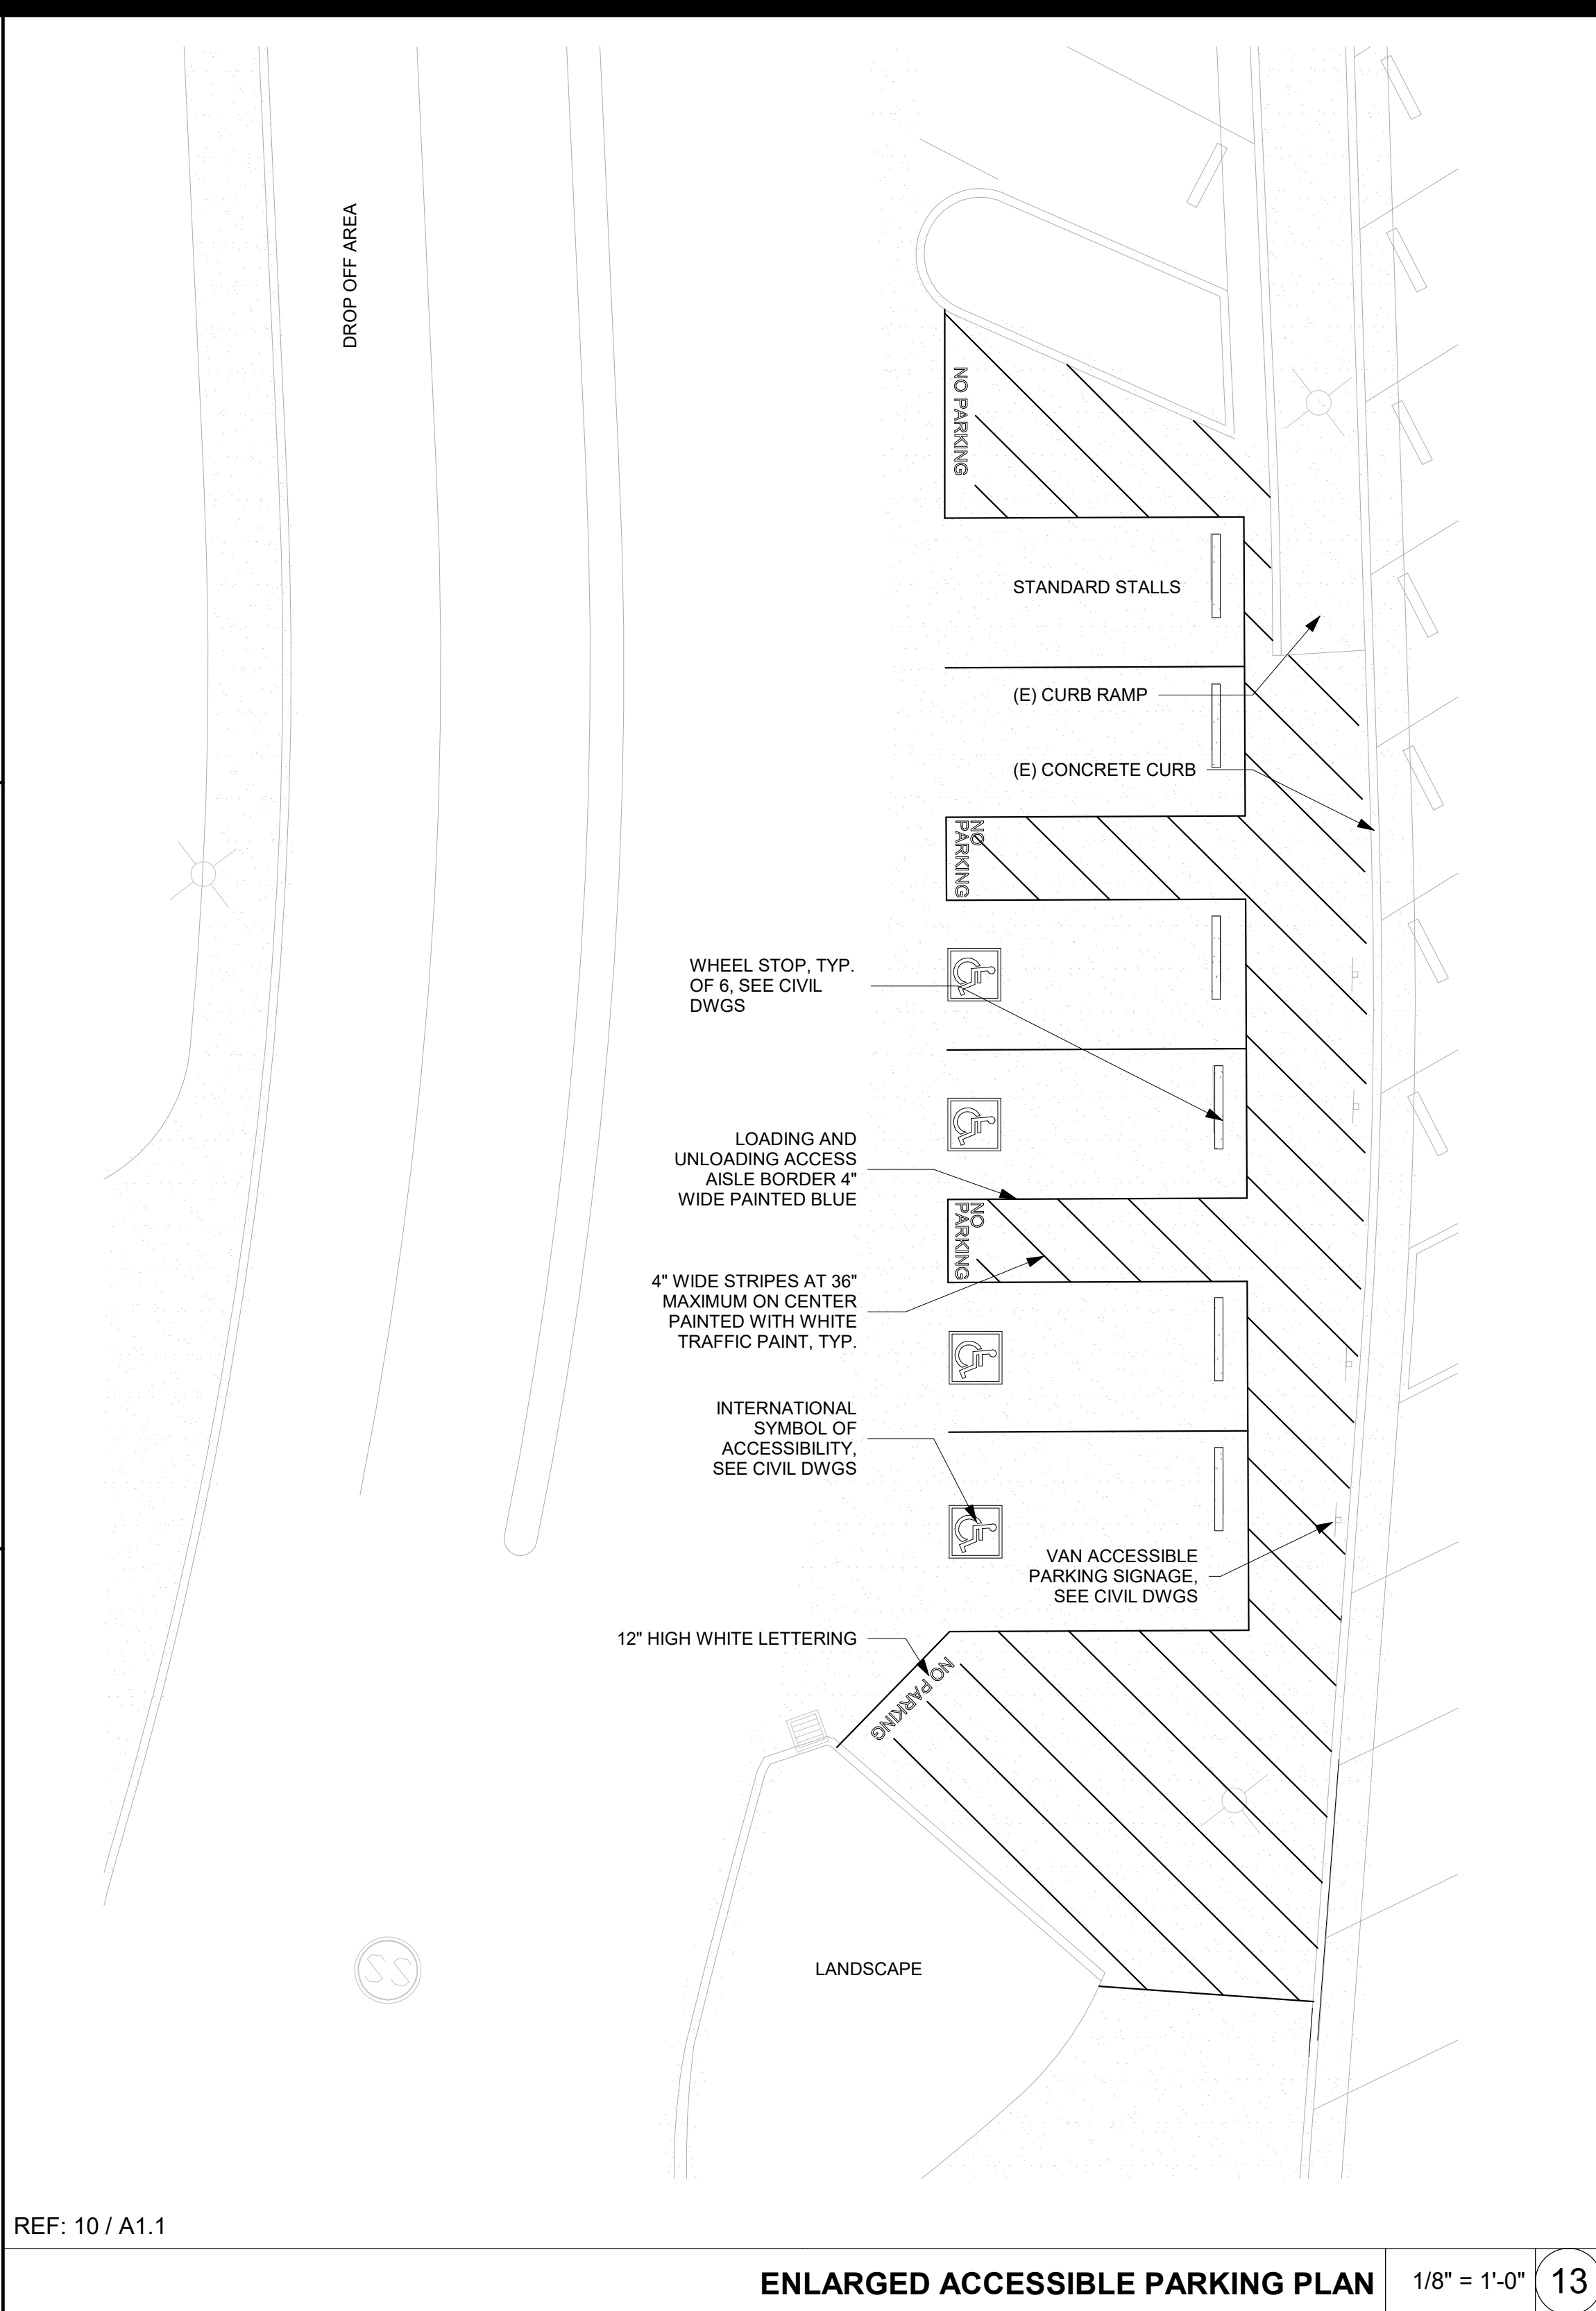 DROP OFF AREA
NO PARKING
STANDARD STALLS
(E) CURB RAMP
(E) CONCRETE CURB
NO
PARKING
WHEEL STOP, TYP.
OF 6, SEE CIVIL
DWGS
LOADING AND
UNLOADING ACCESS
AISLE BORDER 4"
WIDE PAINTED BLUE
NO
PARKING
4" WIDE STRIPES AT 36"
MAXIMUM ON CENTER
PAINTED WITH WHITE
TRAFFIC PAINT, TYP.
INTERNATIONAL
SYMBOL OF
ACCESSIBILITY,
SEE CIVIL DWGS
VAN ACCESSIBLE
PARKING SIGNAGE,
SEE CIVIL DWGS
12" HIGH WHITE LETTERING
NO PARKING
LANDSCAPE
SS
REF: 10 / A1.1
ENLARGED ACCESSIBLE PARKING PLAN
1/8" = 1'-0"
13